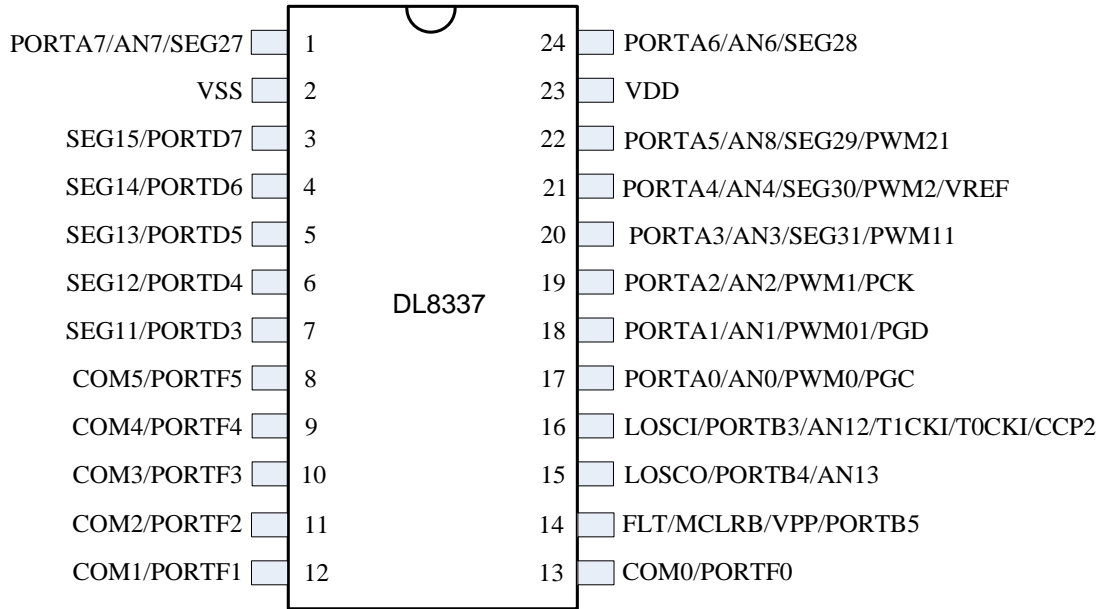 PORTA7/AN7/SEG27 1 24 PORTA6/AN6/SEG28
VSS 2 23 VDD
SEG15/PORTD7 3 22 PORTA5/AN8/SEG29/PWM21
SEG14/PORTD6 4 21 PORTA4/AN4/SEG30/PWM2/VREF
SEG13/PORTD5 5 20 PORTA3/AN3/SEG31/PWM11
SEG12/PORTD4 6 19 PORTA2/AN2/PWM1/PCK
DL8337
SEG11/PORTD3 7 18 PORTA1/AN1/PWM01/PGD
COM5/PORTF5 8 17 PORTA0/AN0/PWM0/PGC
COM4/PORTF4 9 16 LOSCI/PORTB3/AN12/T1CKI/T0CKI/CCP2
COM3/PORTF3 10 15 LOSCO/PORTB4/AN13
COM2/PORTF2 11 14 FLT/MCLRB/VPP/PORTB5
COM1/PORTF1 12 13 COM0/PORTF0